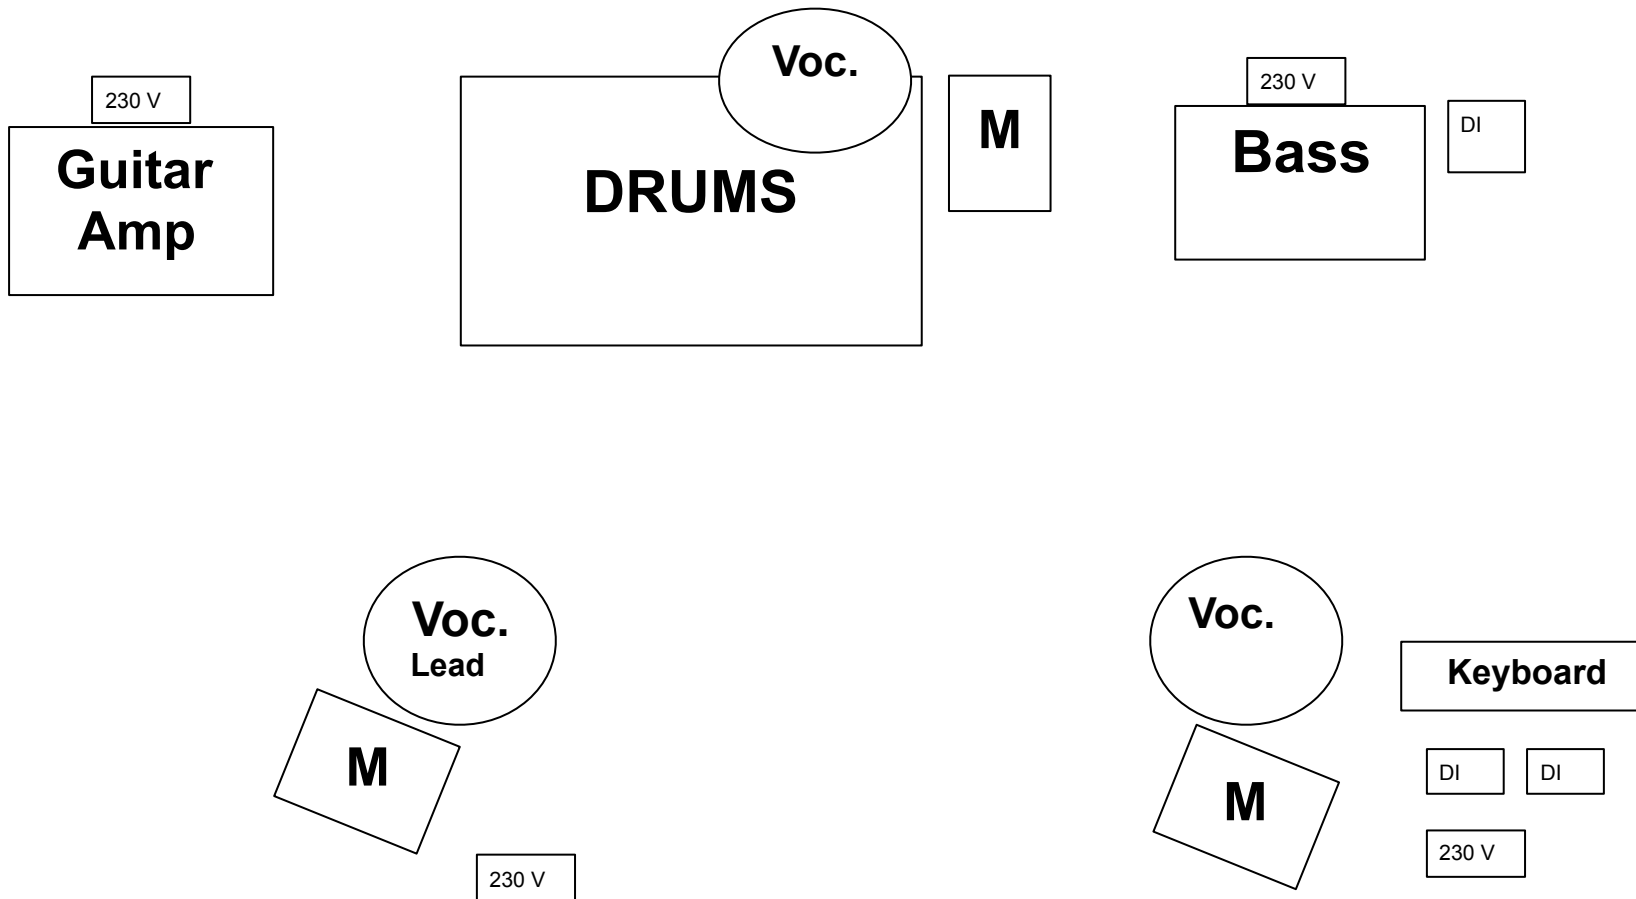 Voc.
230 V
230 V
M
DI
Guitar
Amp
DRUMS
Bass
Voc.
Lead
Voc.
Keyboard
M
M
DI
DI
230 V
230 V